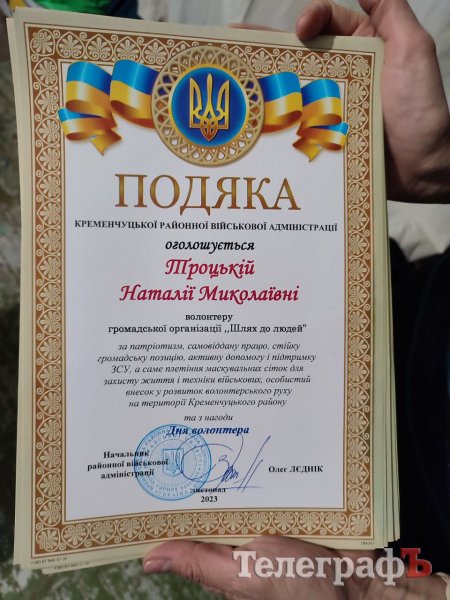 ПОДЯКА
КРЕМЕНЧУЦЬКОЇ РАЙОННОЇ ВІЙСЬКОВОЇ АДМІНІСТРАЦІЇ
оголошується
Троцькій
Наталії Миколаївні
волонтеру
громадської організації ,,Шлях до людей”
за патріотизм, самовіддану працю, стійку
громадську позицію, активну допомогу і підтримку
ЗСУ, а саме плетіння маскувальних сіток для
захисту життя і техніки військових, особистий
внесок у розвиток волонтерського руху
на території Кременчуцького району
та з нагоди
Дня волонтера
Начальник
районної військової
адміністрації
Олег ЛЄДНІК
листопад
2023
ТелеграфЪ